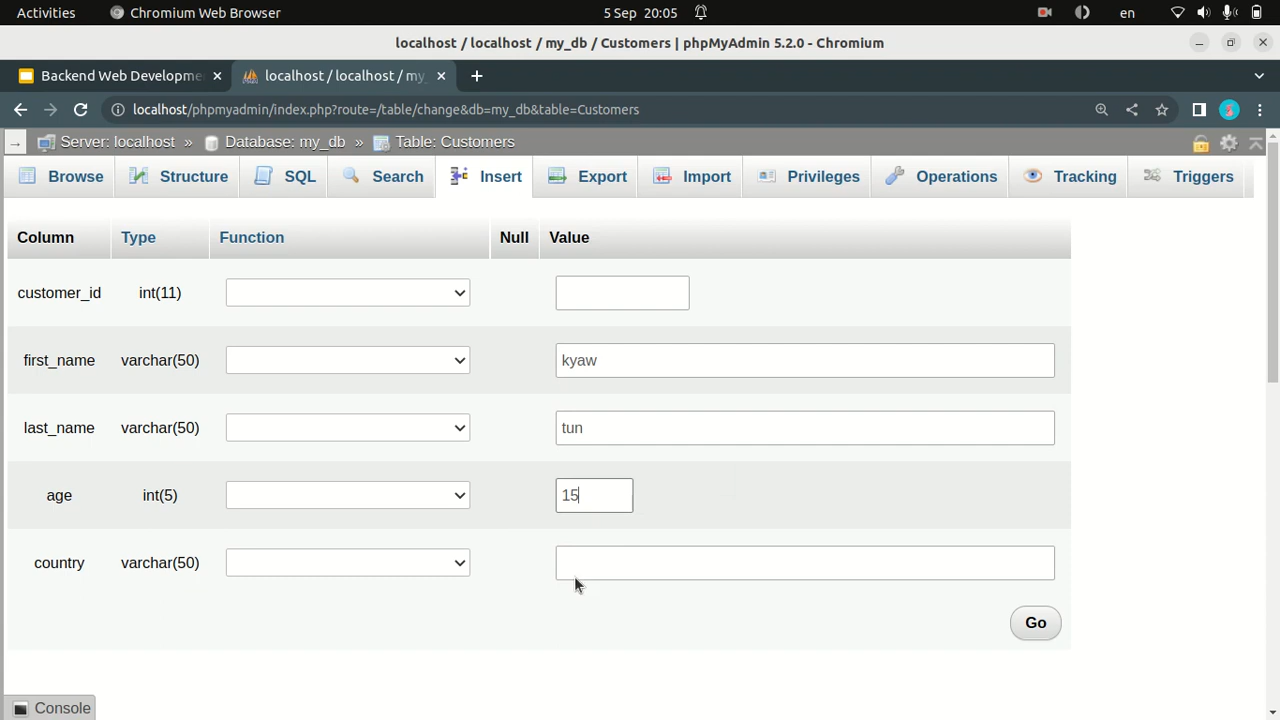 Activities Chromium Web Browser 5 Sep 20:05 en
localhost / localhost / my_db / Customers | phpMyAdmin 5.2.0 - Chromium
Backend Web Developme localhost / localhost / my_
localhost/phpmyadmin/index.php?route=/table/change&db=my_db&table=Customers
Server: localhost » Database: my_db » Table: Customers
Browse Structure SQL Search Insert Export Import Privileges Operations Tracking Triggers
Column Type Function Null Value
customer_id int(11)
first_name varchar(50) kyaw
last_name varchar(50) tun
age int(5) 15
country varchar(50)
Go
Console